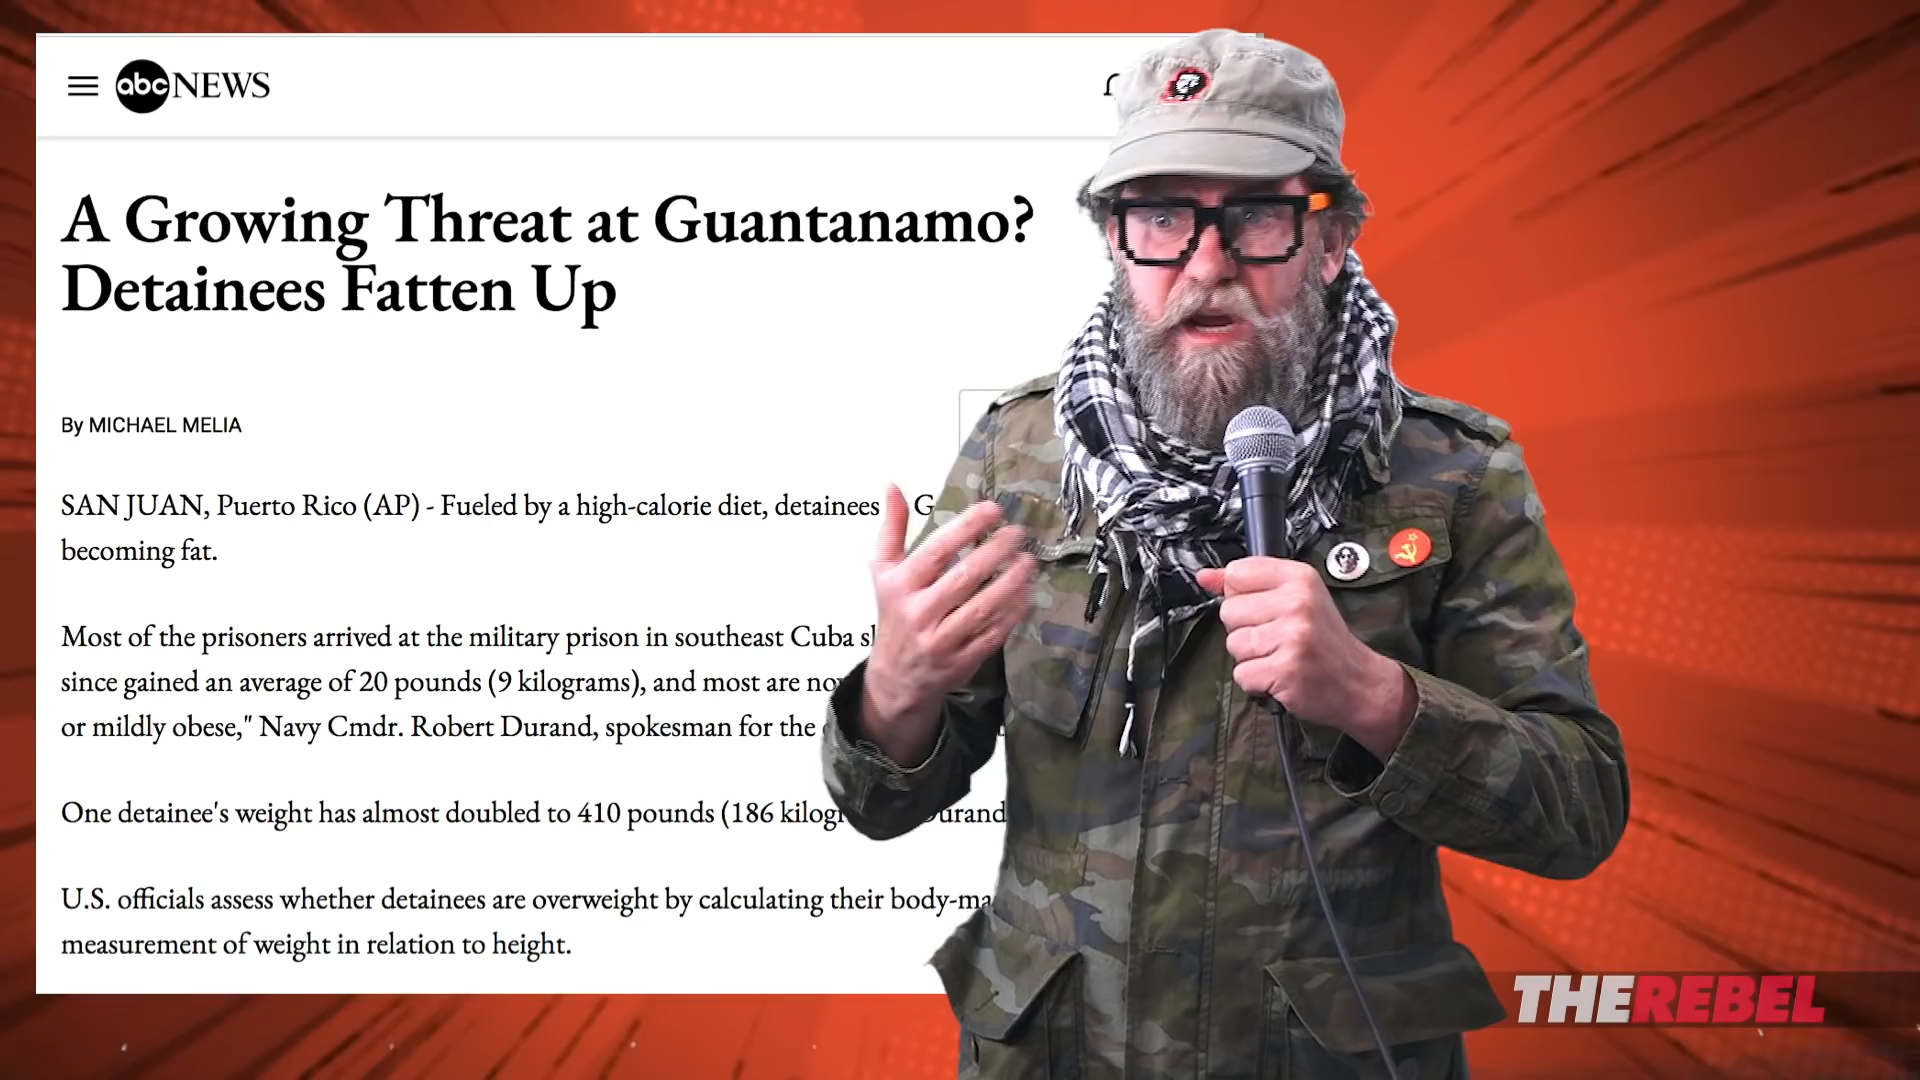 abc NEWS
A Growing Threat at Guantanamo?
Detainees Fatten Up
By MICHAEL MELIA
SAN JUAN, Puerto Rico (AP) - Fueled by a high-calorie diet, detainees
becoming fat.
Most of the prisoners arrived at the military prison in southeast Cuba
since gained an average of 20 pounds (9 kilograms), and most are
or mildly obese," Navy Cmdr. Robert Durand, spokesman for the
One detainee's weight has almost doubled to 410 pounds (186 Durand
U.S. officials assess whether detainees are overweight by calculating their
measurement of weight in relation to height.
THE REBEL